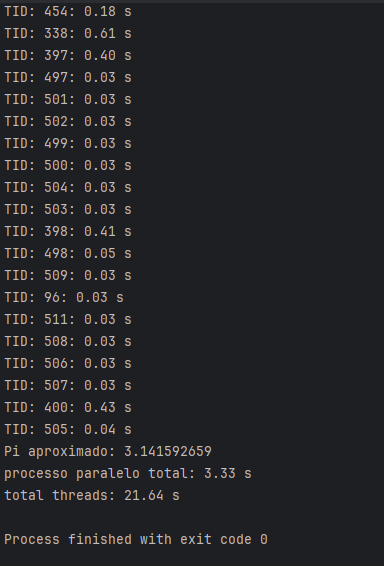 TID: 454: 0.18 s
TID: 338: 0.61 s
TID: 397: 0.40 s
TID: 497: 0.03 s
TID: 501: 0.03 s
TID: 502: 0.03 s
TID: 499: 0.03 s
TID: 500: 0.03 s
TID: 504: 0.03 s
TID: 503: 0.03 s
TID: 398: 0.41 s
TID: 498: 0.05 s
TID: 509: 0.03 s
TID: 96: 0.03 s
TID: 511: 0.03 s
TID: 508: 0.03 s
TID: 506: 0.03 s
TID: 507: 0.03 s
TID: 400: 0.43 s
TID: 505: 0.04 s
Pi aproximado: 3.141592659
processo paralelo total: 3.33 s
total threads: 21.64 s
Process finished with exit code 0